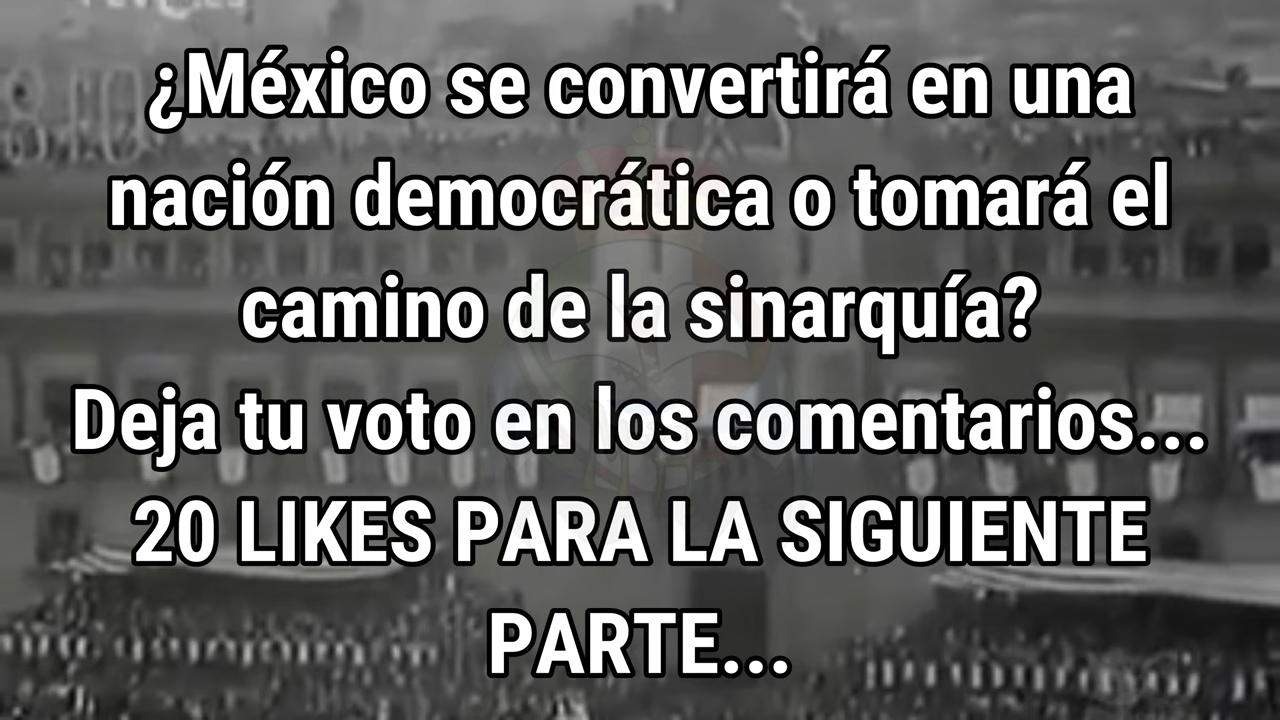 ¿México se convertirá en una
nación democrática o tomará el
camino de la sinarquía?
Deja tu voto en los comentarios...
20 LIKES PARA LA SIGUIENTE
PARTE...